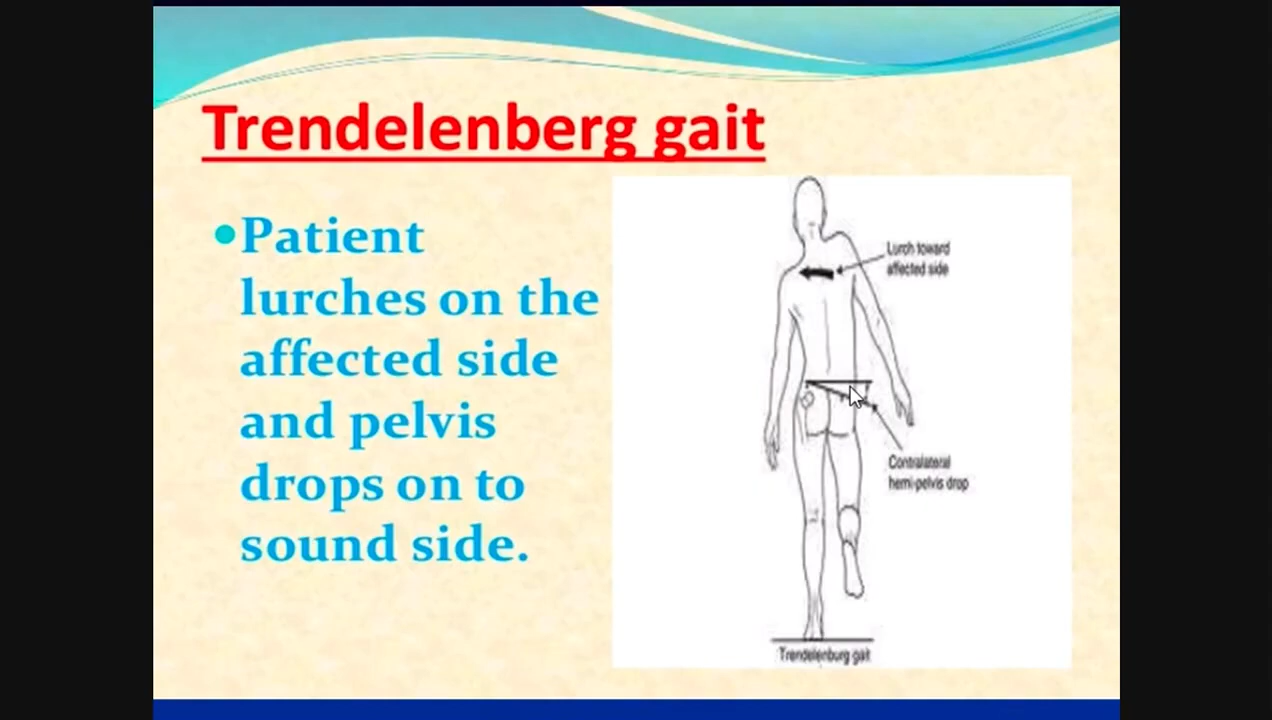 Trendelenberg gait
Patient
lurches on the
affected side
and pelvis
drops on to
sound side.
Lurch toward
affected side
Contralateral
hemi-pelvis drop
Trendelenburg gait